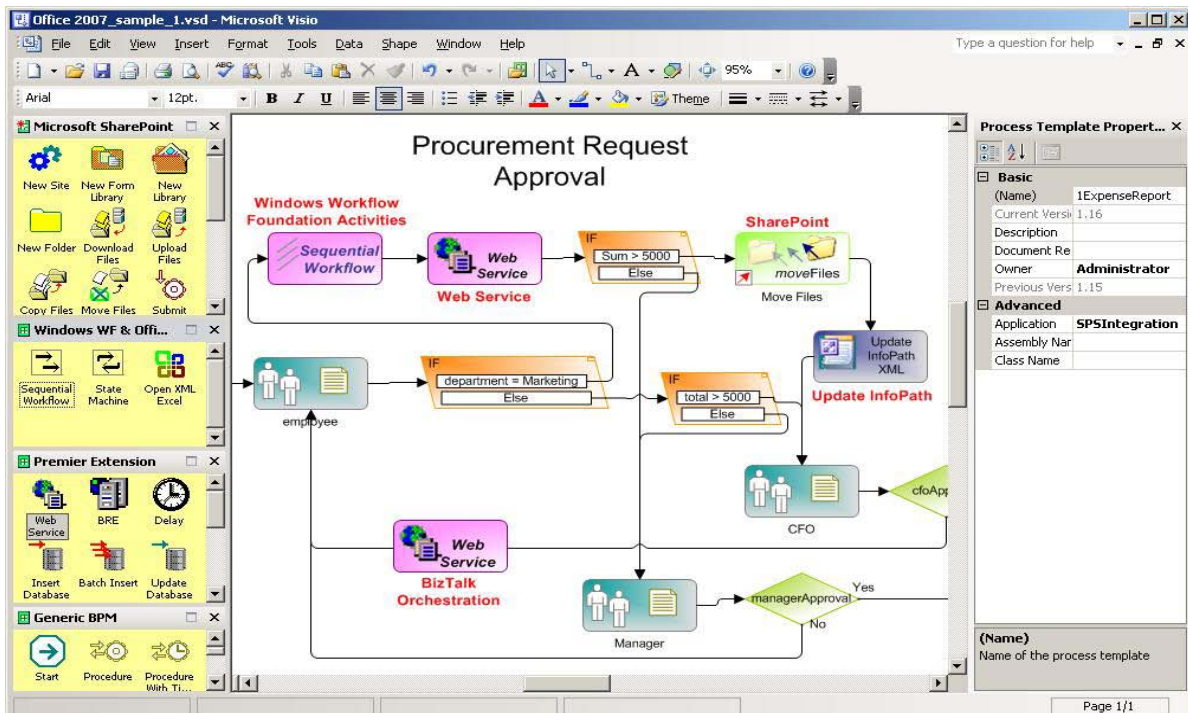 Office 2007_sample_1.vsd - Microsoft Visio
File Edit View Insert Format Tools Data Shape Window Help
Type a question for help
95%
Arial
12pt.
B I U
A
Theme
Microsoft SharePoint
New Site
New Form Library
New Library
New Folder
Download Files
Upload Files
Copy Files
Move Files
Submit
Windows WF & Offi...
Sequential Workflow
State Machine
Open XML Excel
Premier Extension
Web Service
BRE
Delay
Insert Database
Batch Insert
Update Database
Generic BPM
Start
Procedure
Procedure With Ti...
Procurement Request
Approval
Windows Workflow
Foundation Activities
Sequential
Workflow
Web
Service
Web Service
IF
Sum > 5000
Else
SharePoint
moveFiles
Move Files
Update
InfoPath
XML
Update InfoPath
employee
IF
department = Marketing
Else
IF
total > 5000
Else
CFO
cfoApp
Web
Service
BizTalk
Orchestration
Manager
managerApproval
Yes
No
Process Template Propert...
Basic
(Name) 1ExpenseReport
Current Versi 1.16
Description
Document Re
Owner Administrator
Previous Vers 1.15
Advanced
Application SPSIntegration
Assembly Nar
Class Name
(Name)
Name of the process template
Page 1/1